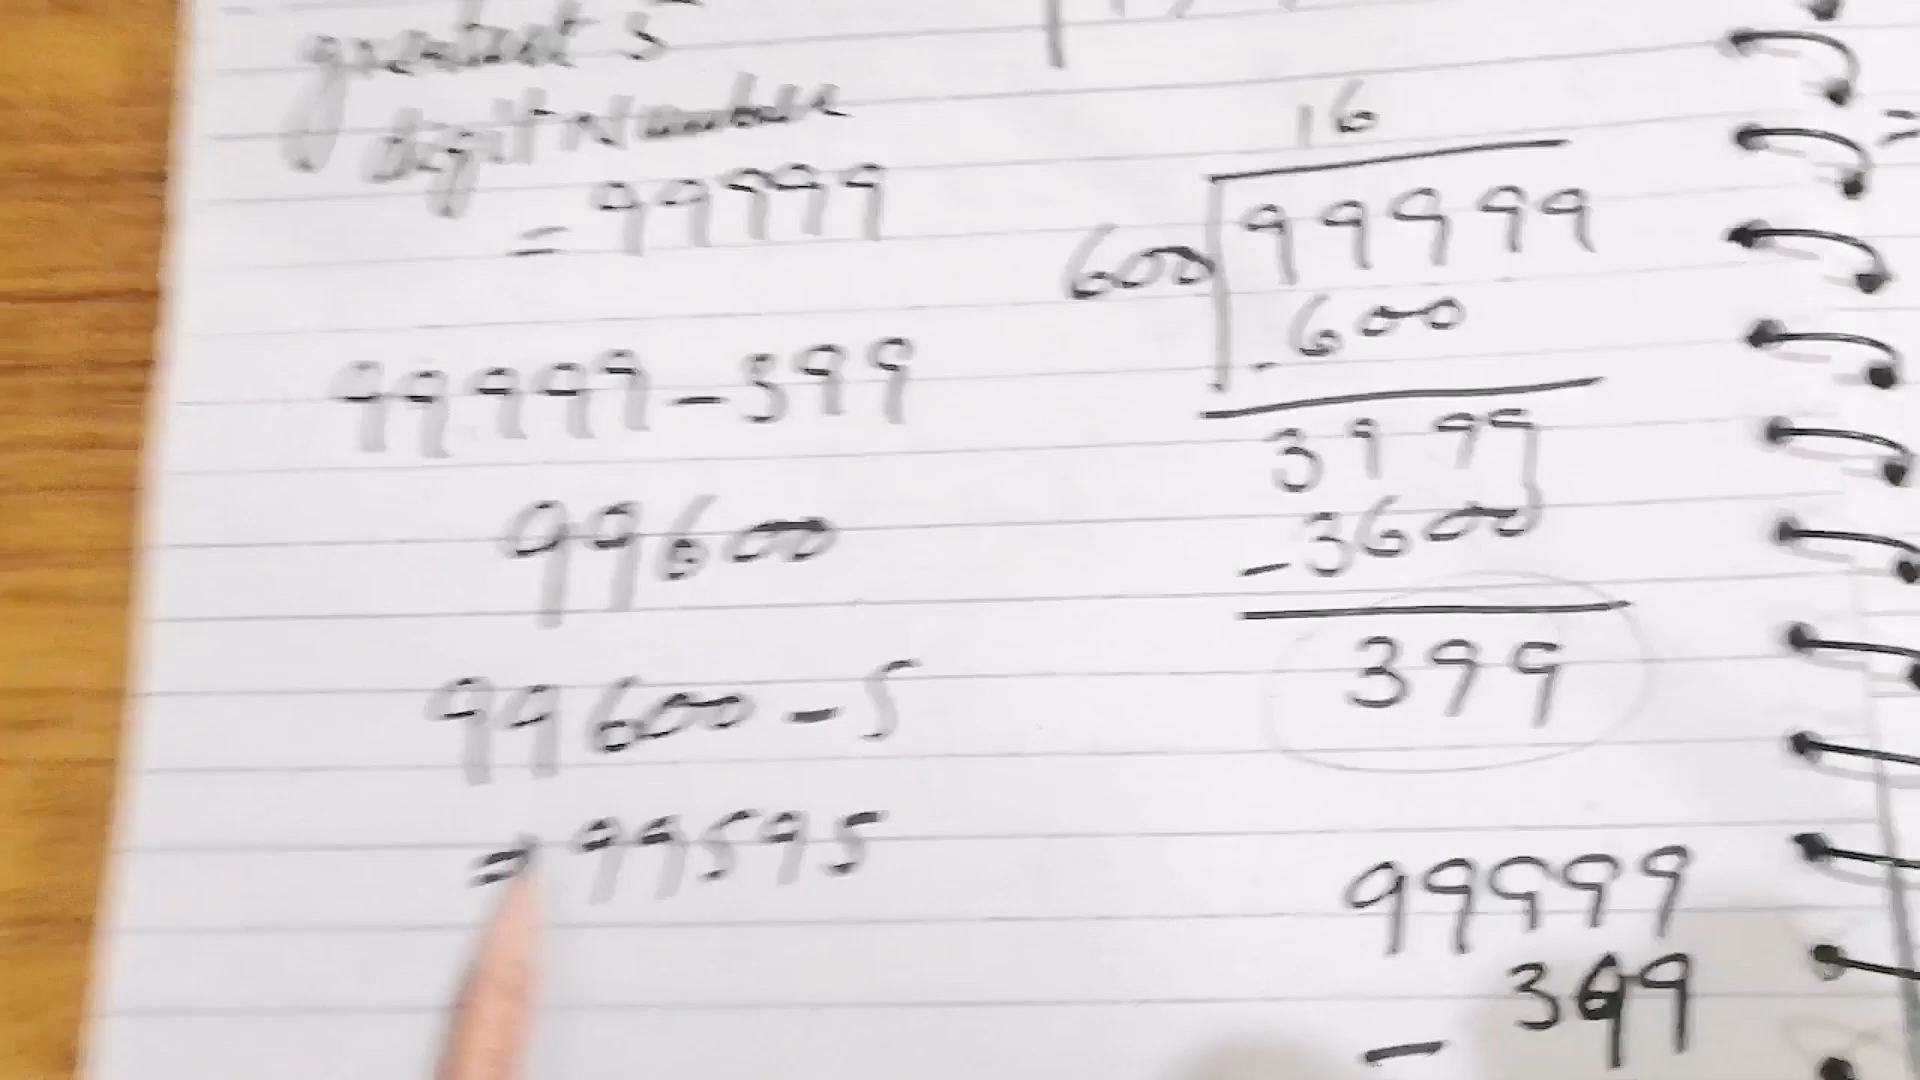 greatest 5
digit Number
= 99999
99999 - 399
99600
99600 - 5
= 99595
16
600 99999
- 600
3999
- 3600
399
99999
- 399